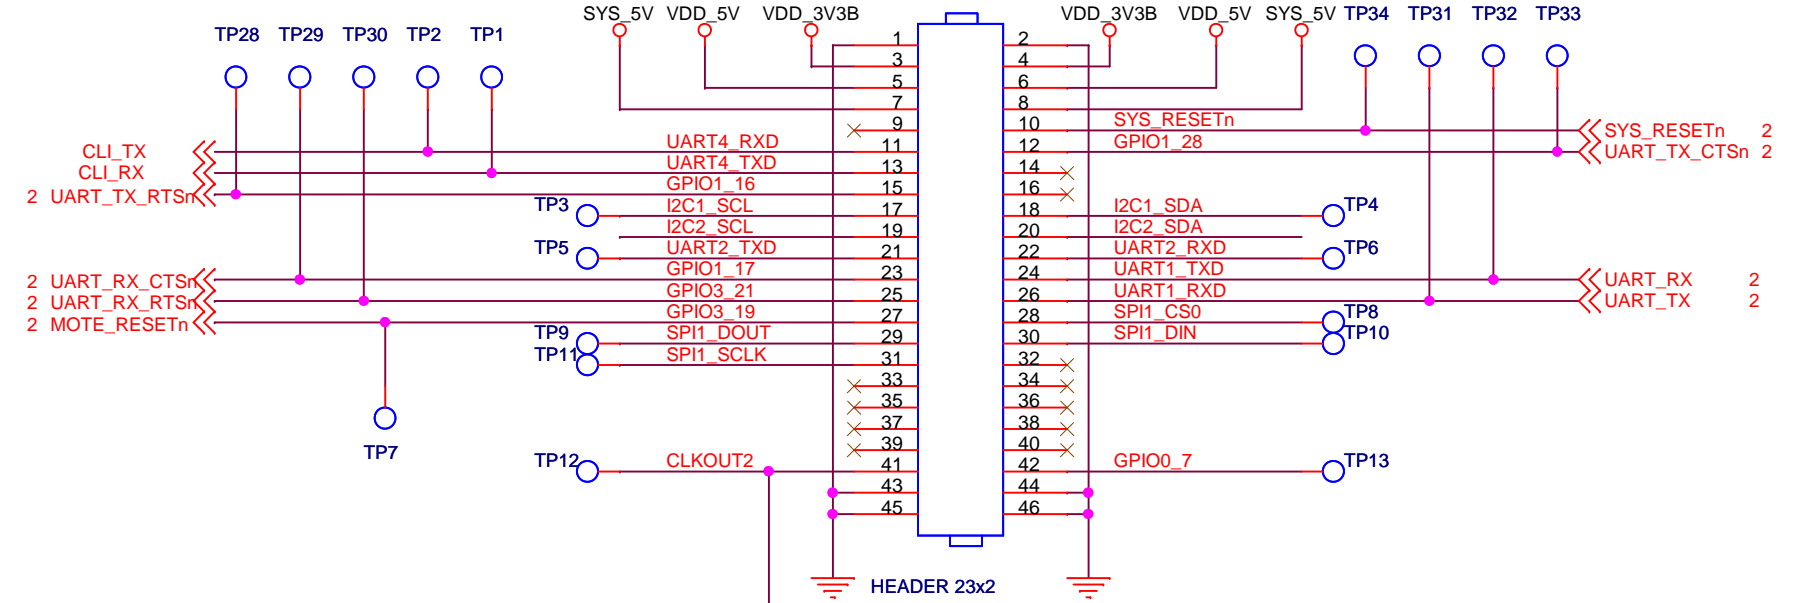 SYS_5V VDD_5V VDD_3V3B VDD_3V3B VDD_5V SYS_5V TP34 TP31 TP32 TP33
TP28 TP29 TP30 TP2 TP1
1 2
3 4
5 6
7 8
9 10 SYS_RESETn SYS_RESETn 2
CLI_TX UART4_RXD 11 12 GPIO1_28 UART_TX_CTSn 2
CLI_RX UART4_TXD 13 14
2 UART_TX_RTSn GPIO1_16 15 16
TP3 I2C1_SCL 17 18 I2C1_SDA TP4
I2C2_SCL 19 20 I2C2_SDA
TP5 UART2_TXD 21 22 UART2_RXD TP6
2 UART_RX_CTSn GPIO1_17 23 24 UART1_TXD UART_RX 2
2 UART_RX_RTSn GPIO3_21 25 26 UART1_RXD UART_TX 2
2 MOTE_RESETn GPIO3_19 27 28 SPI1_CS0 TP8
TP9 SPI1_DOUT 29 30 SPI1_DIN TP10
TP11 SPI1_SCLK 31 32
33 34
35 36
37 38
TP7 39 40
TP12 CLKOUT2 41 42 GPIO0_7 TP13
43 44
45 46
HEADER 23x2